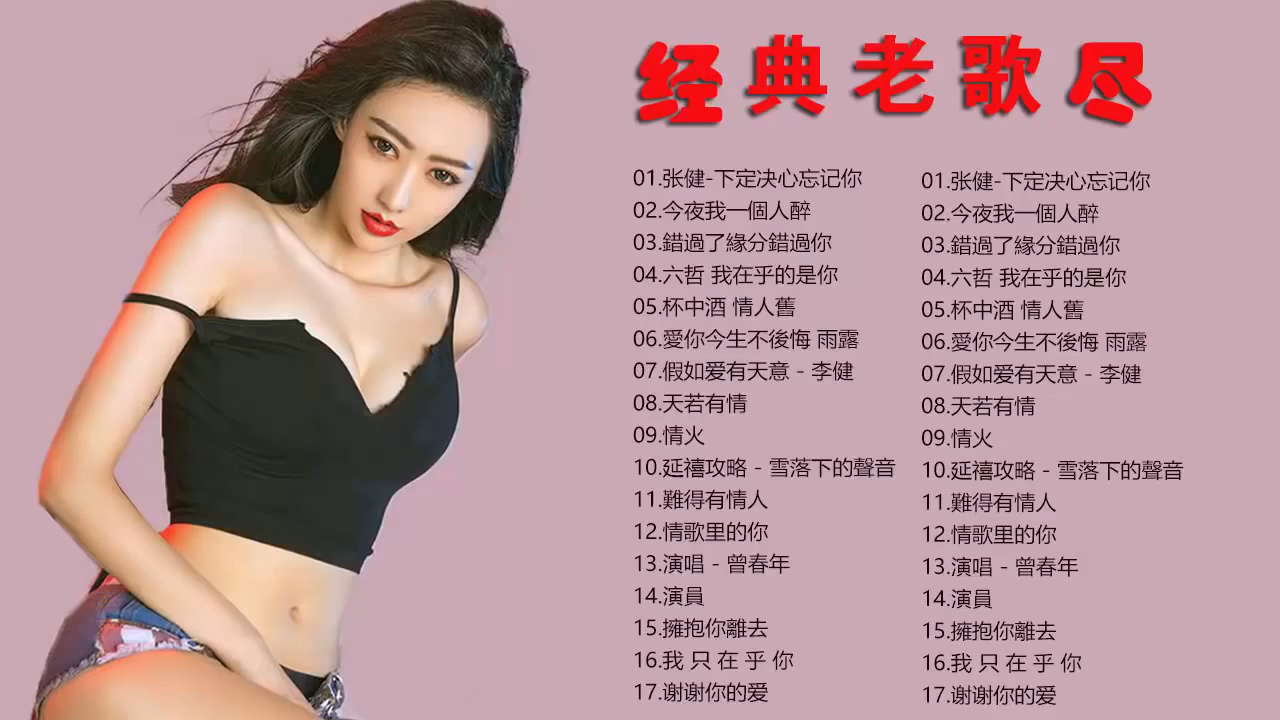 经典老歌尽
01.张健-下定决心忘记你
02.今夜我一個人醉
03.錯過了緣分錯過你
04.六哲 我在乎的是你
05.杯中酒 情人舊
06.愛你今生不後悔 雨露
07.假如爱有天意 - 李健
08.天若有情
09.情火
10.延禧攻略 - 雪落下的聲音
11.難得有情人
12.情歌里的你
13.演唱 - 曾春年
14.演員
15.擁抱你離去
16.我 只 在 乎 你
17.谢谢你的爱
01.张健-下定决心忘记你
02.今夜我一個人醉
03.錯過了緣分錯過你
04.六哲 我在乎的是你
05.杯中酒 情人舊
06.愛你今生不後悔 雨露
07.假如爱有天意 - 李健
08.天若有情
09.情火
10.延禧攻略 - 雪落下的聲音
11.難得有情人
12.情歌里的你
13.演唱 - 曾春年
14.演員
15.擁抱你離去
16.我 只 在 乎 你
17.谢谢你的爱